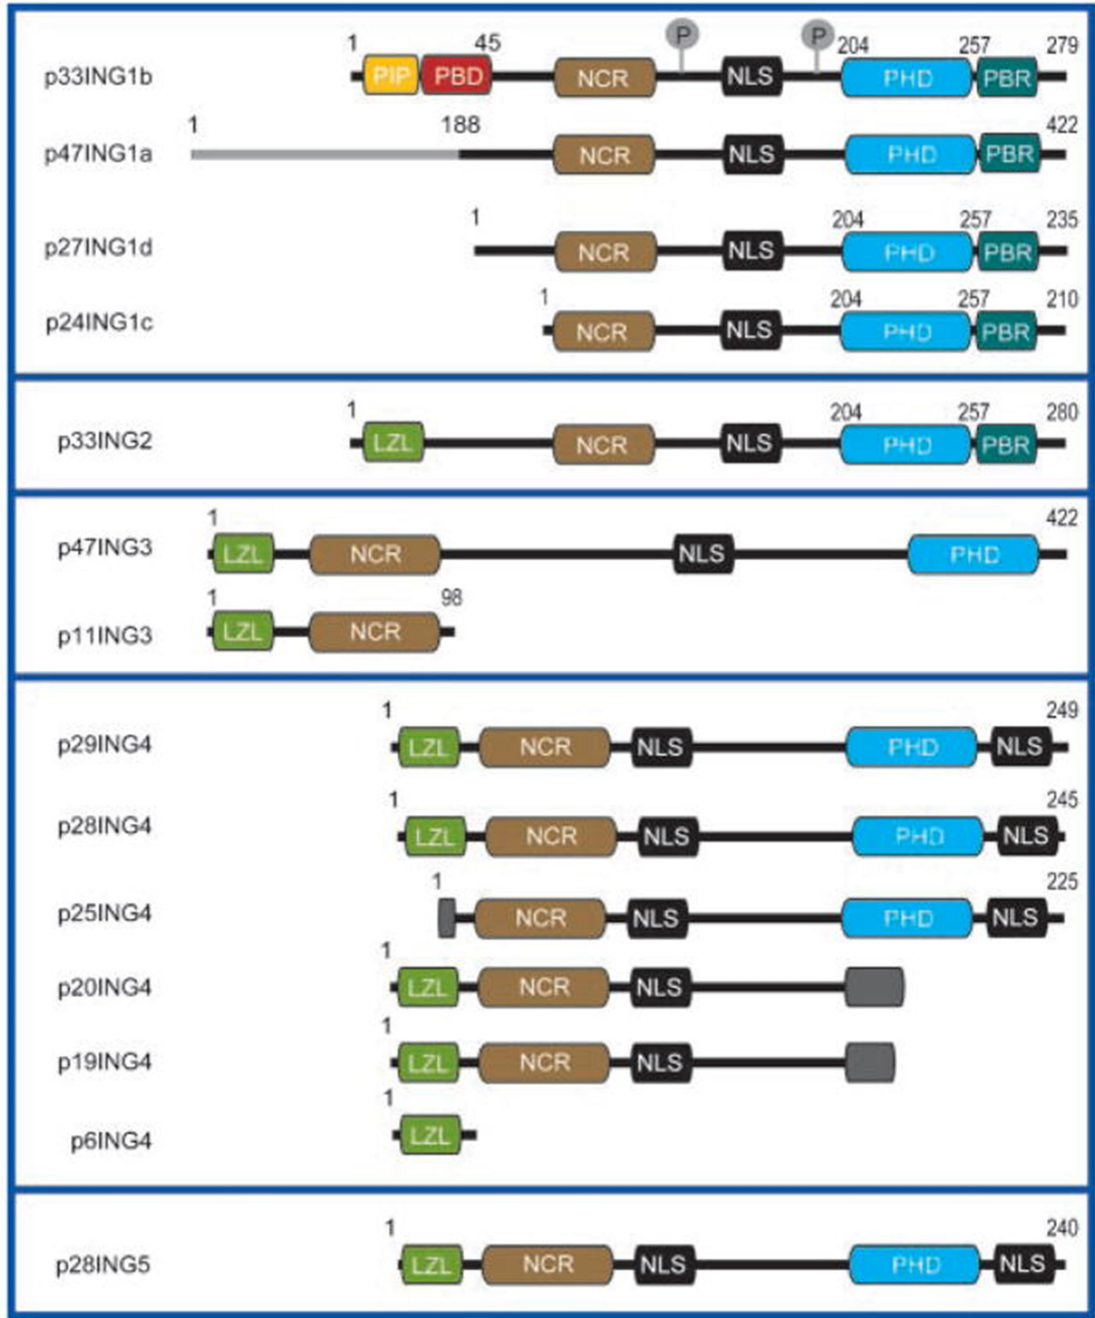 1 45 P P 204 257 279
p33ING1b PIP PBD NCR NLS PHD PBR
1 188 422
p47ING1a NCR NLS PHD PBR
1 204 257 235
p27ING1d NCR NLS PHD PBR
1 204 257 210
p24ING1c NCR NLS PHD PBR
1 204 257 280
p33ING2 LZL NCR NLS PHD PBR
1 422
p47ING3 LZL NCR NLS PHD
1 98
p11ING3 LZL NCR
1 249
p29ING4 LZL NCR NLS PHD NLS
1 245
p28ING4 LZL NCR NLS PHD NLS
1 225
p25ING4 NCR NLS PHD NLS
1
p20ING4 LZL NCR NLS
1
p19ING4 LZL NCR NLS
1
p6ING4 LZL
1 240
p28ING5 LZL NCR NLS PHD NLS